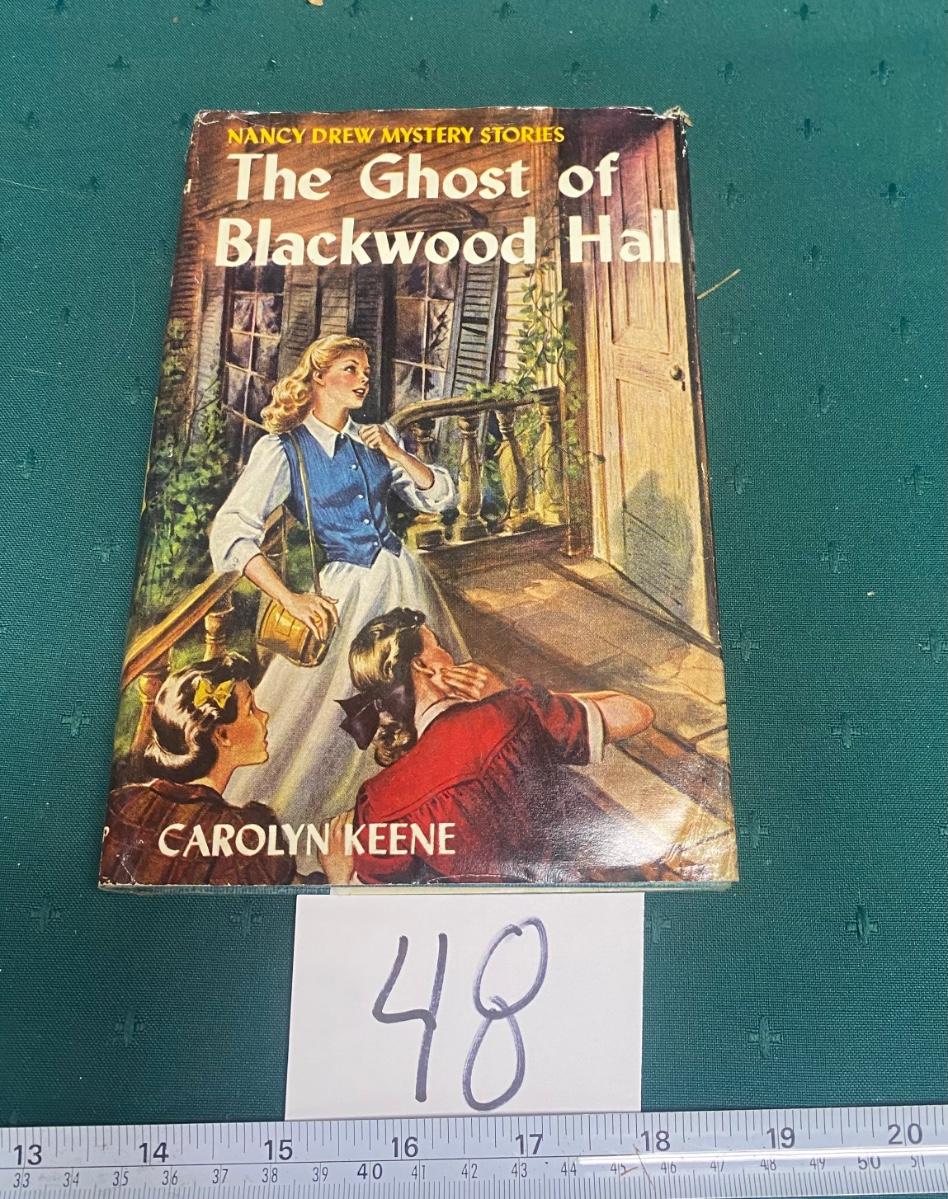 NANCY DREW MYSTERY STORIES
The Ghost of
Blackwood Hall
CAROLYN KEENE
48
13 14 15 16 17 18 19 20
33 34 35 36 37 38 39 40 41 42 43 44 45 46 47 48 49 50 51